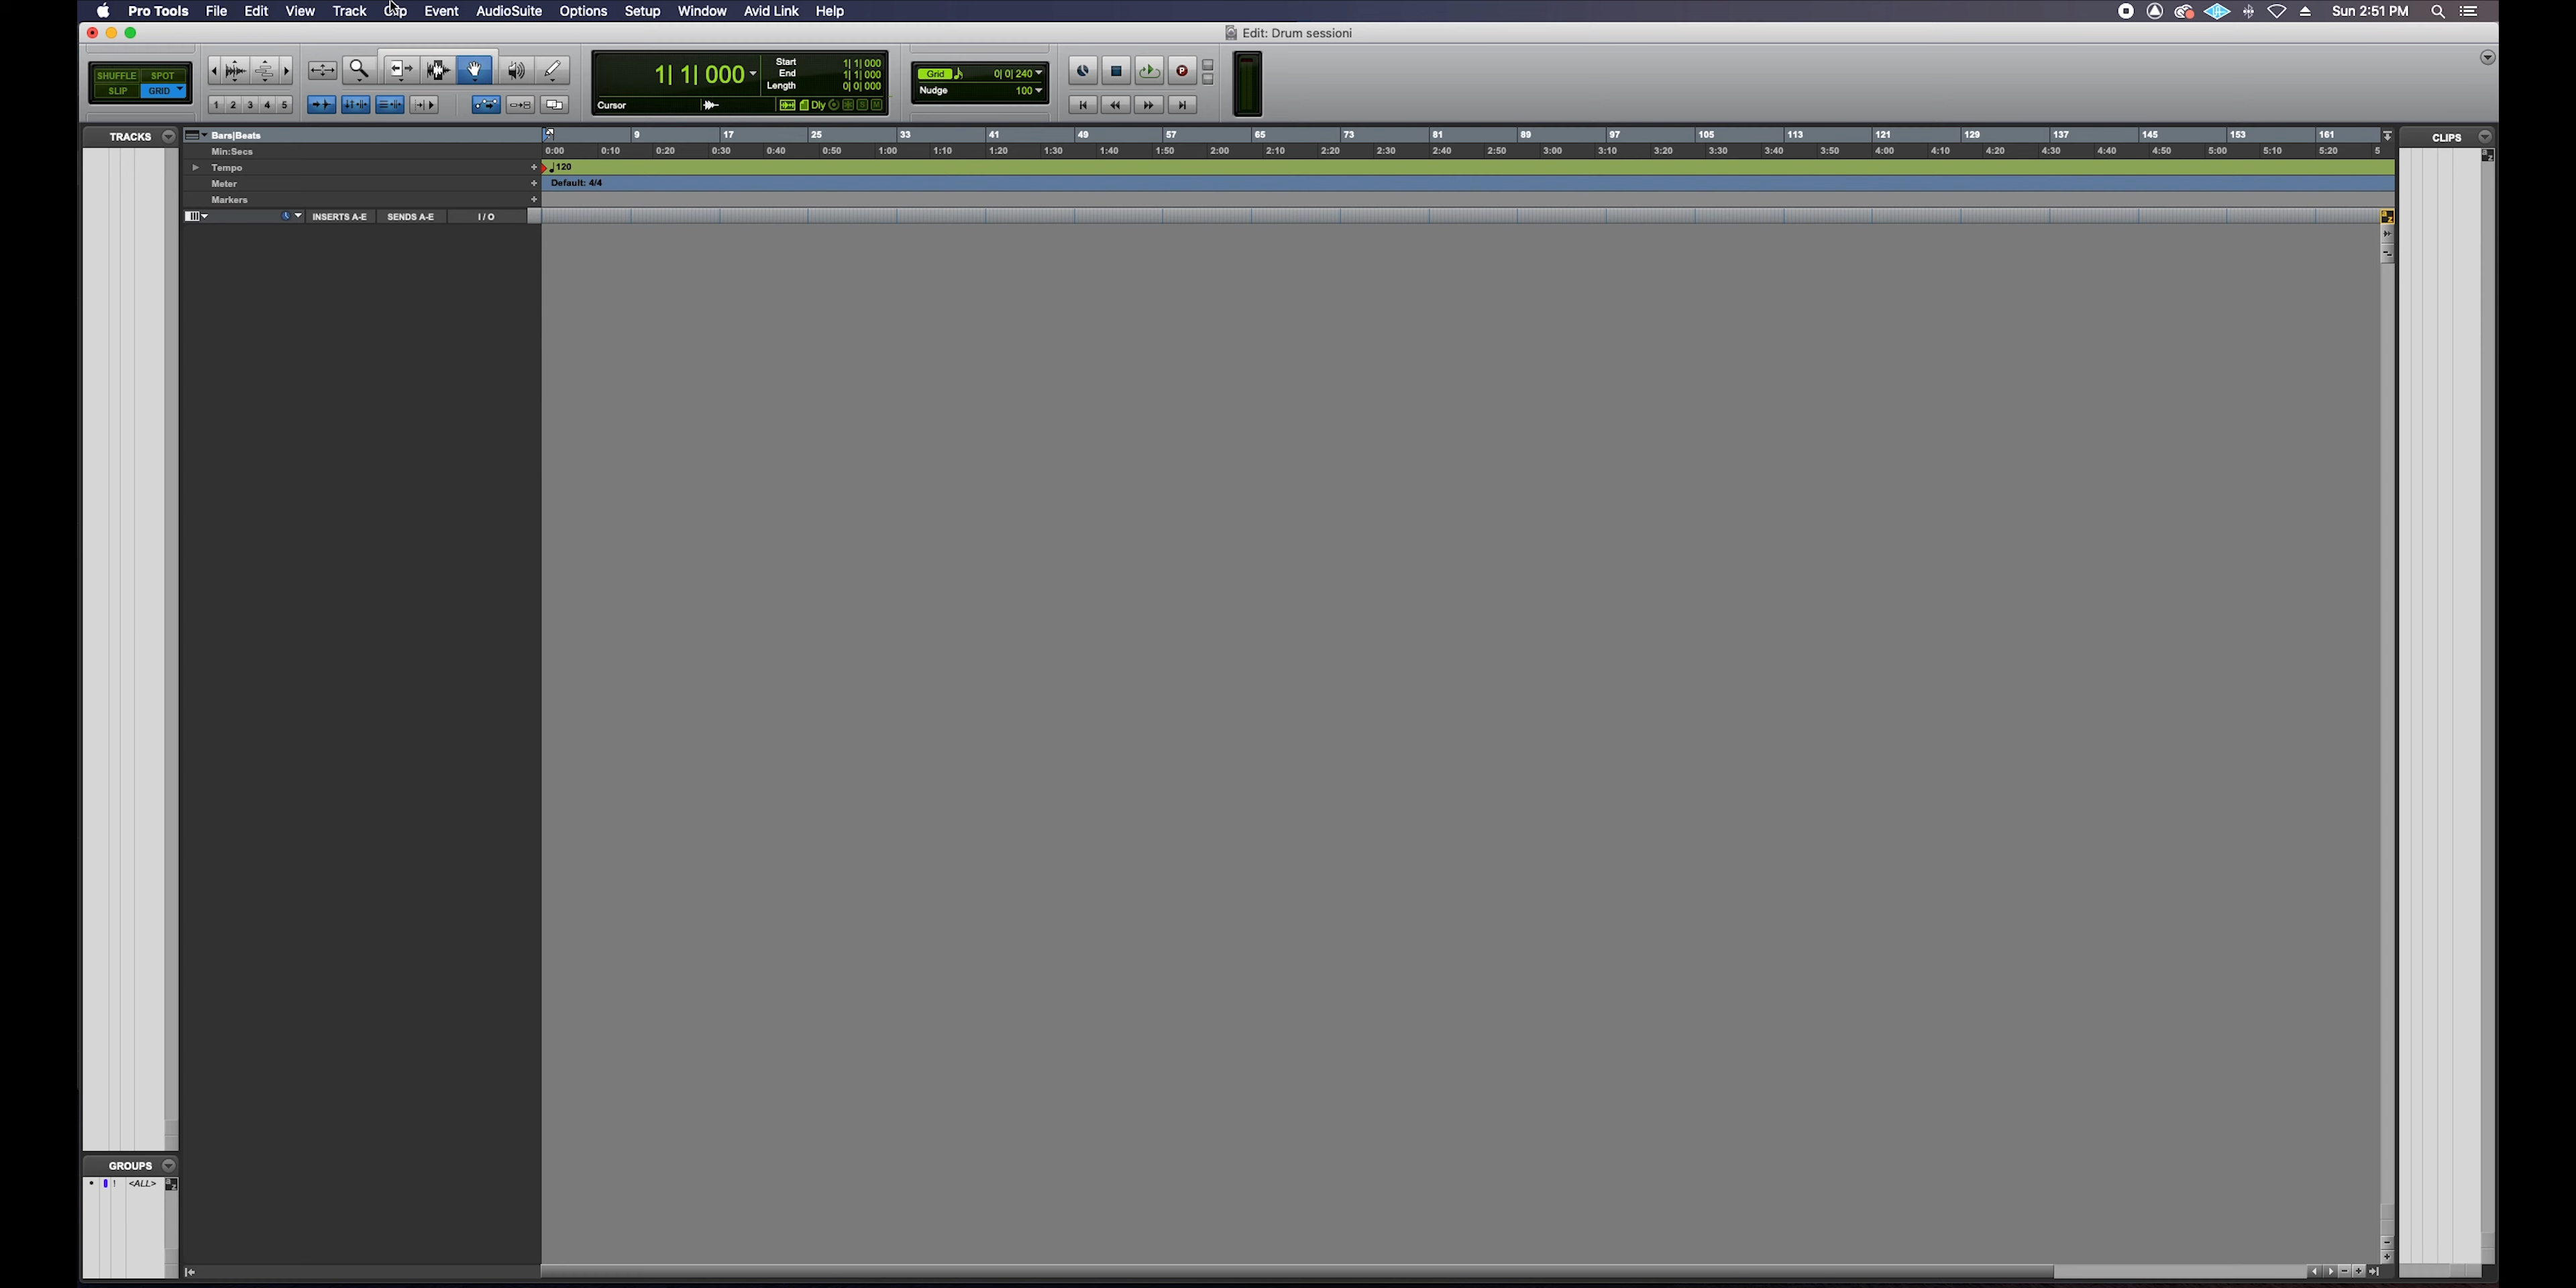 Pro Tools File Edit View Track Clip Event AudioSuite Options Setup Window Avid Link Help Sun 2:51 PM
Edit: Drum sessioni
SHUFFLE SPOT
SLIP GRID
1 2 3 4 5
1| 1| 000
Start 1| 1| 000
End 1| 1| 000
Length 0| 0| 000
Cursor Dly S M
Grid 0| 0| 240
Nudge 100
P
TRACKS
Bars|Beats 9 17 25 33 41 49 57 65 73 81 89 97 105 113 121 129 137 145 153 161
CLIPS
Min:Secs 0:00 0:10 0:20 0:30 0:40 0:50 1:00 1:10 1:20 1:30 1:40 1:50 2:00 2:10 2:20 2:30 2:40 2:50 3:00 3:10 3:20 3:30 3:40 3:50 4:00 4:10 4:20 4:30 4:40 4:50 5:00 5:10 5:20 5
Tempo + 120
Meter + Default: 4/4
Markers +
INSERTS A-E SENDS A-E I / O
GROUPS
! <ALL>